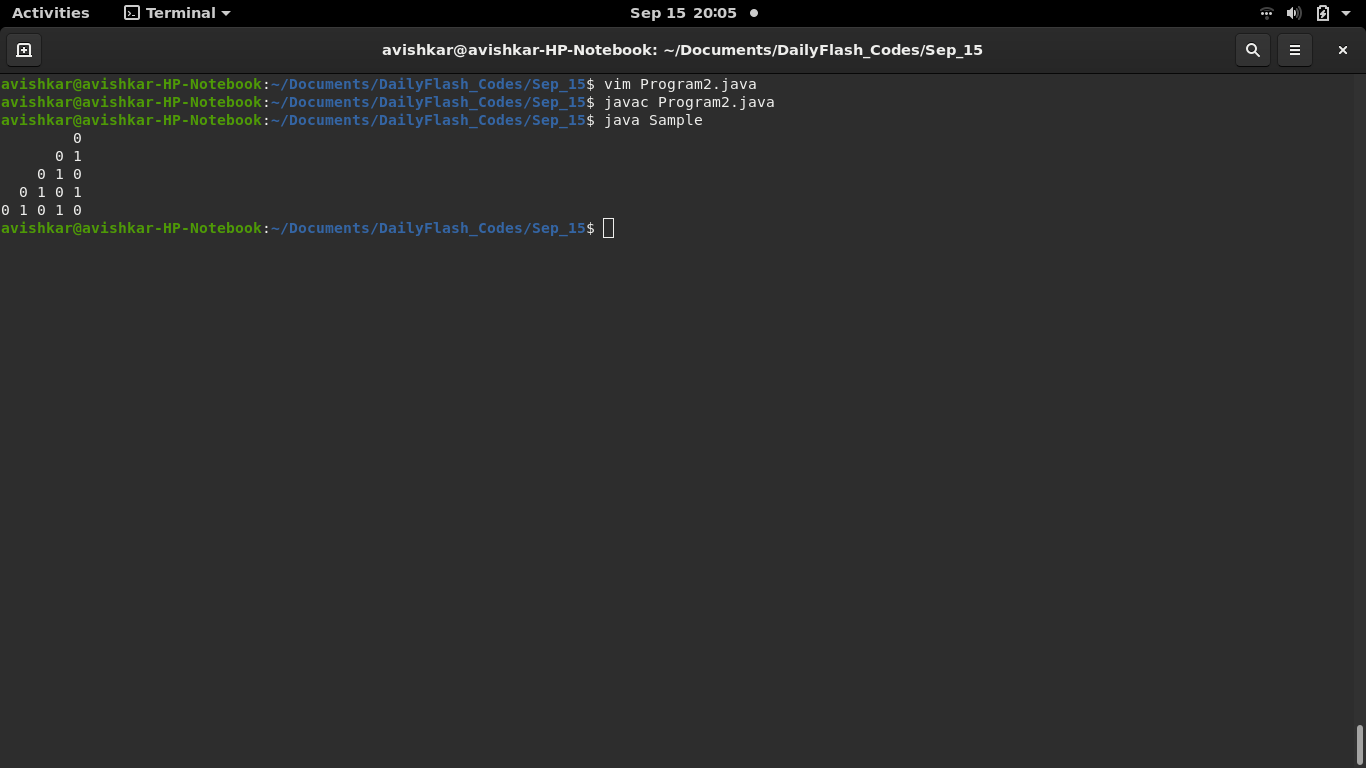 Activities Terminal Sep 15 20:05
avishkar@avishkar-HP-Notebook: ~/Documents/DailyFlash_Codes/Sep_15
avishkar@avishkar-HP-Notebook:~/Documents/DailyFlash_Codes/Sep_15$ vim Program2.java
avishkar@avishkar-HP-Notebook:~/Documents/DailyFlash_Codes/Sep_15$ javac Program2.java
avishkar@avishkar-HP-Notebook:~/Documents/DailyFlash_Codes/Sep_15$ java Sample
        0
      0 1
    0 1 0
  0 1 0 1
0 1 0 1 0
avishkar@avishkar-HP-Notebook:~/Documents/DailyFlash_Codes/Sep_15$